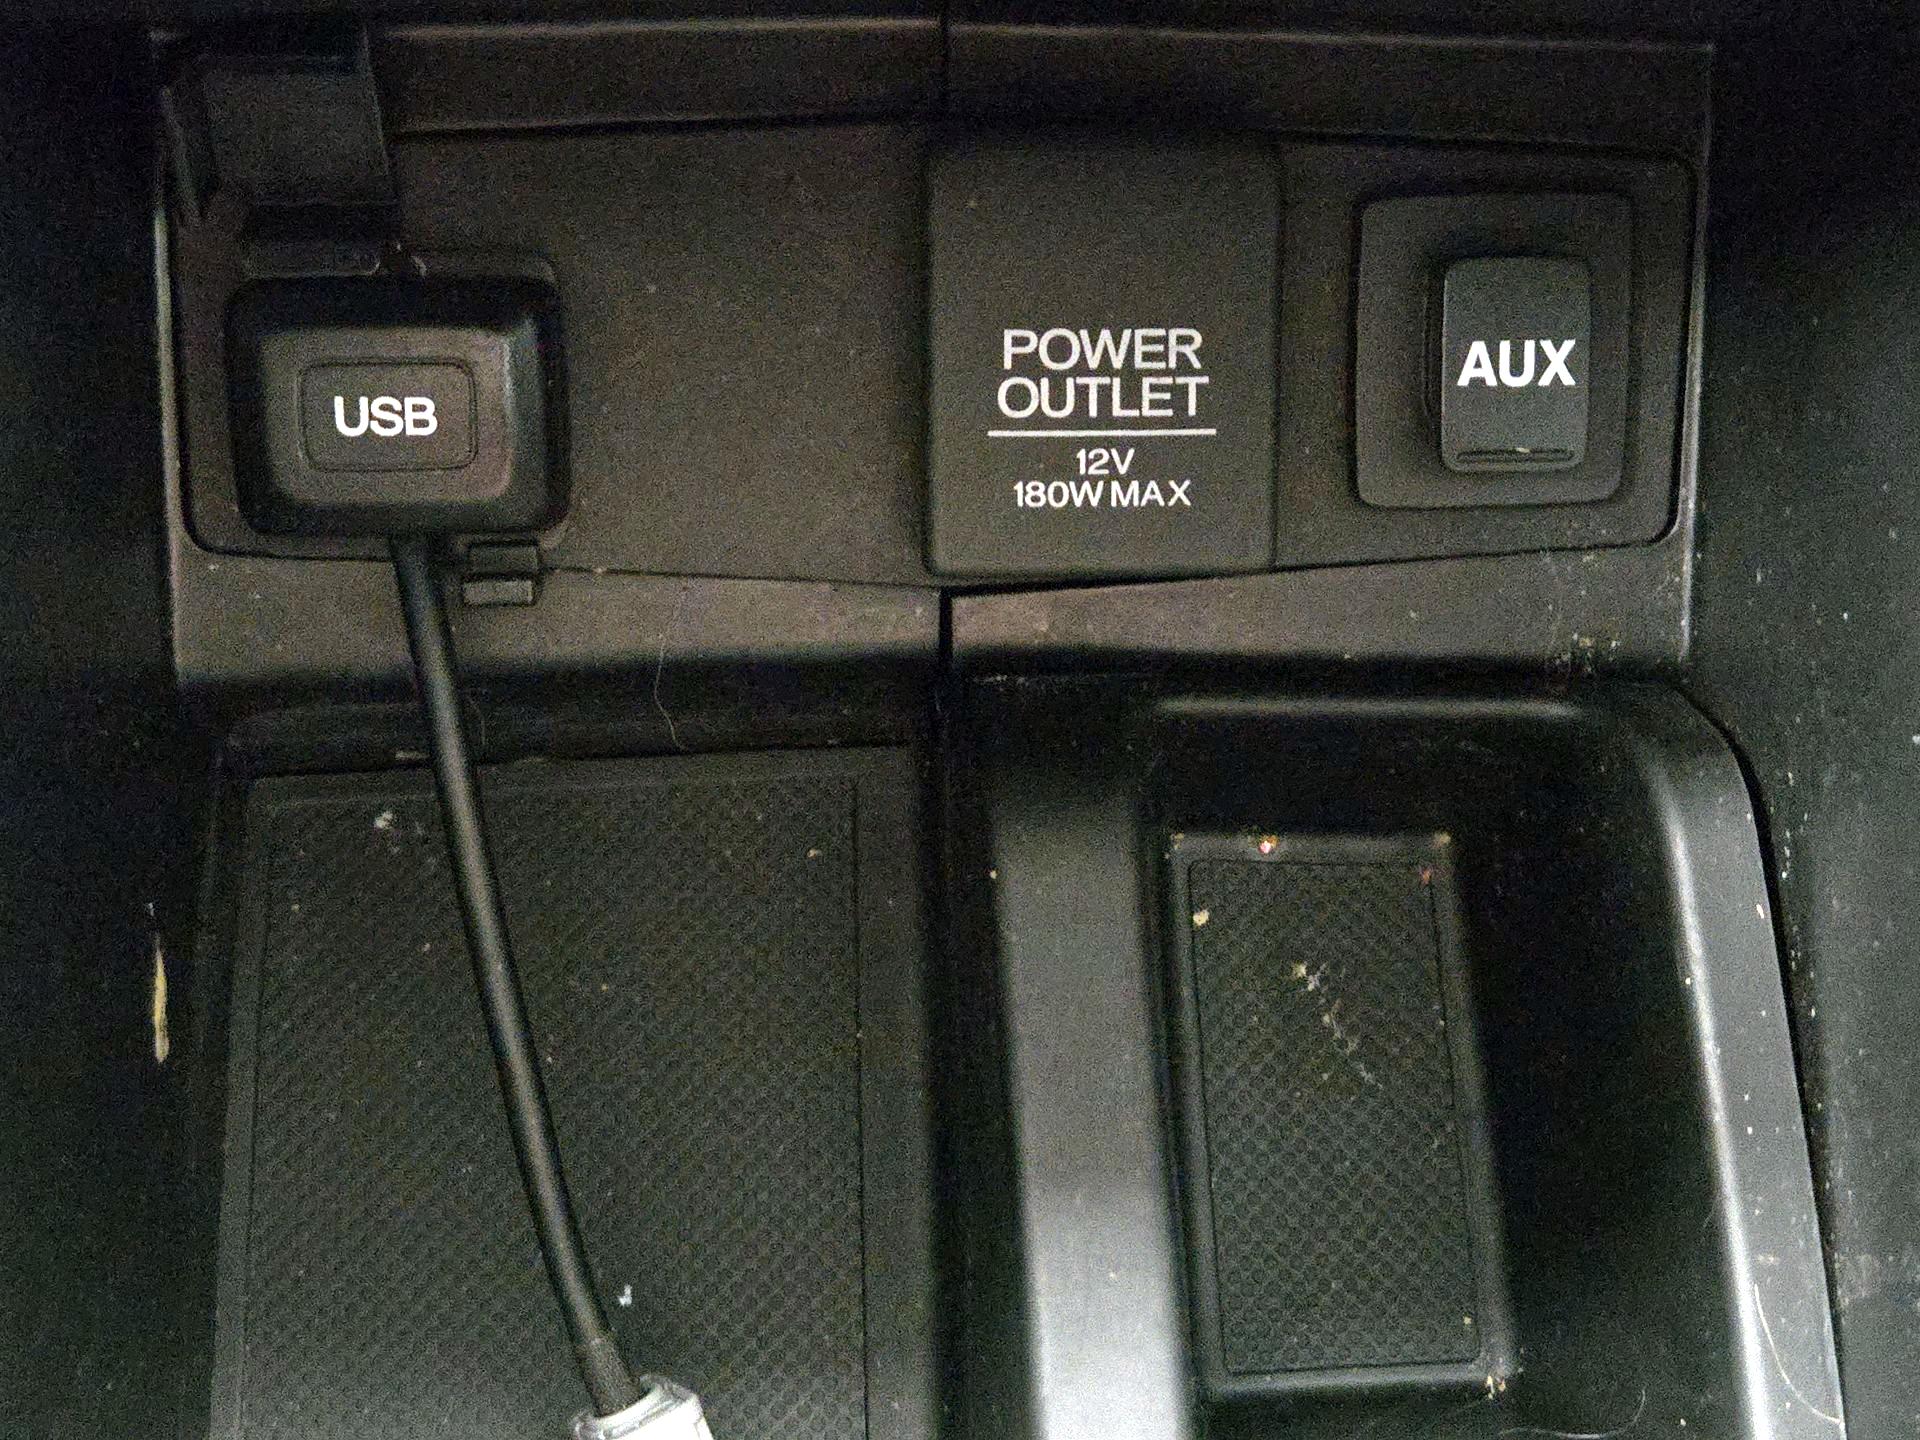 USB
POWER
OUTLET
12V
180W MAX
AUX